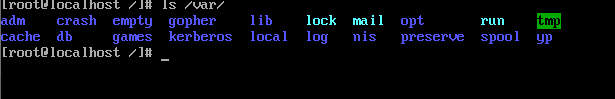 [root@localhost /]# ls /var/
adm crash empty gopher lib lock mail opt run tmp
cache db games kerberos local log nis preserve spool yp
[root@localhost /]# _